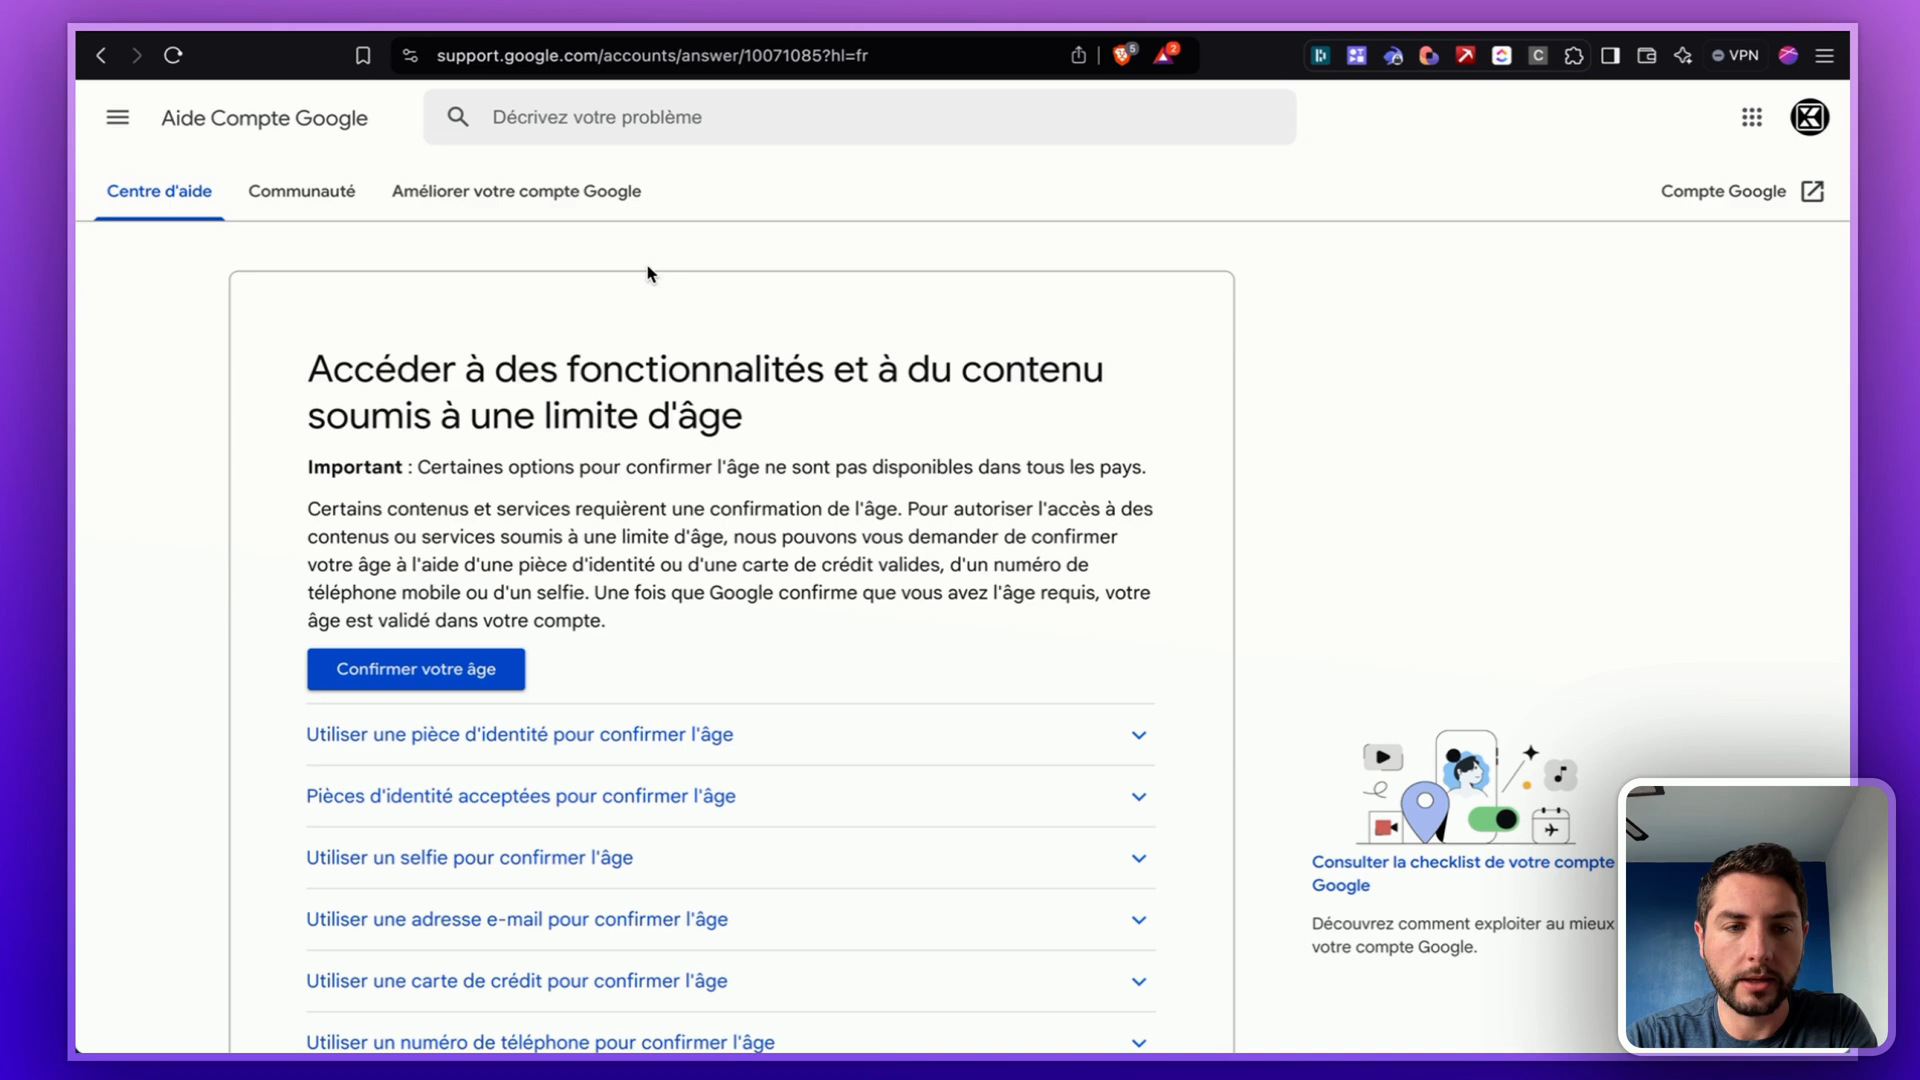 support.google.com/accounts/answer/10071085?hl=fr
5
2
C
VPN
Aide Compte Google
Décrivez votre problème
Centre d'aide
Communauté
Améliorer votre compte Google
Compte Google
Accéder à des fonctionnalités et à du contenu
soumis à une limite d'âge
Important : Certaines options pour confirmer l'âge ne sont pas disponibles dans tous les pays.
Certains contenus et services requièrent une confirmation de l'âge. Pour autoriser l'accès à des
contenus ou services soumis à une limite d'âge, nous pouvons vous demander de confirmer
votre âge à l'aide d'une pièce d'identité ou d'une carte de crédit valides, d'un numéro de
téléphone mobile ou d'un selfie. Une fois que Google confirme que vous avez l'âge requis, votre
âge est validé dans votre compte.
Confirmer votre âge
Utiliser une pièce d'identité pour confirmer l'âge
Pièces d'identité acceptées pour confirmer l'âge
Utiliser un selfie pour confirmer l'âge
Utiliser une adresse e-mail pour confirmer l'âge
Utiliser une carte de crédit pour confirmer l'âge
Utiliser un numéro de téléphone pour confirmer l'âge
Consulter la checklist de votre compte
Google
Découvrez comment exploiter au mieux
votre compte Google.